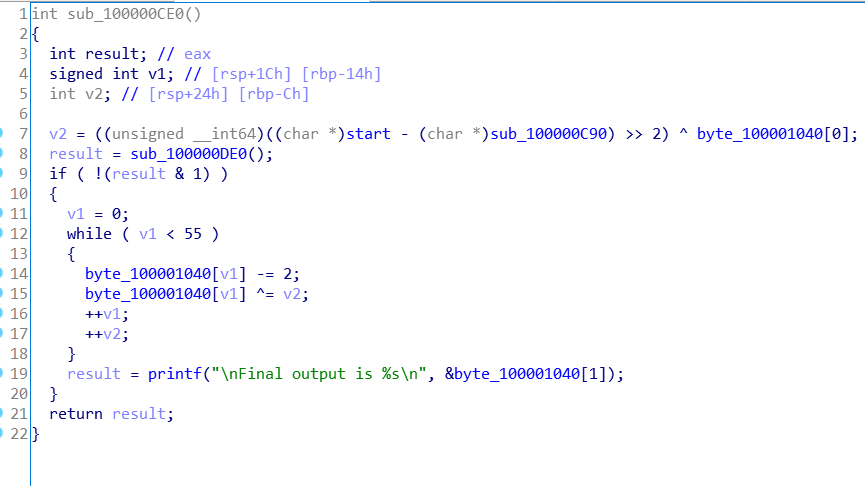 1 int sub_100000CE0()
2 {
3   int result; // eax
4   signed int v1; // [rsp+1Ch] [rbp-14h]
5   int v2; // [rsp+24h] [rbp-Ch]
6
7   v2 = ((unsigned __int64)((char *)start - (char *)sub_100000C90) >> 2) ^ byte_100001040[0];
8   result = sub_100000DE0();
9   if ( !(result & 1) )
10   {
11     v1 = 0;
12     while ( v1 < 55 )
13     {
14       byte_100001040[v1] -= 2;
15       byte_100001040[v1] ^= v2;
16       ++v1;
17       ++v2;
18     }
19     result = printf("\nFinal output is %s\n", &byte_100001040[1]);
20   }
21   return result;
22 }